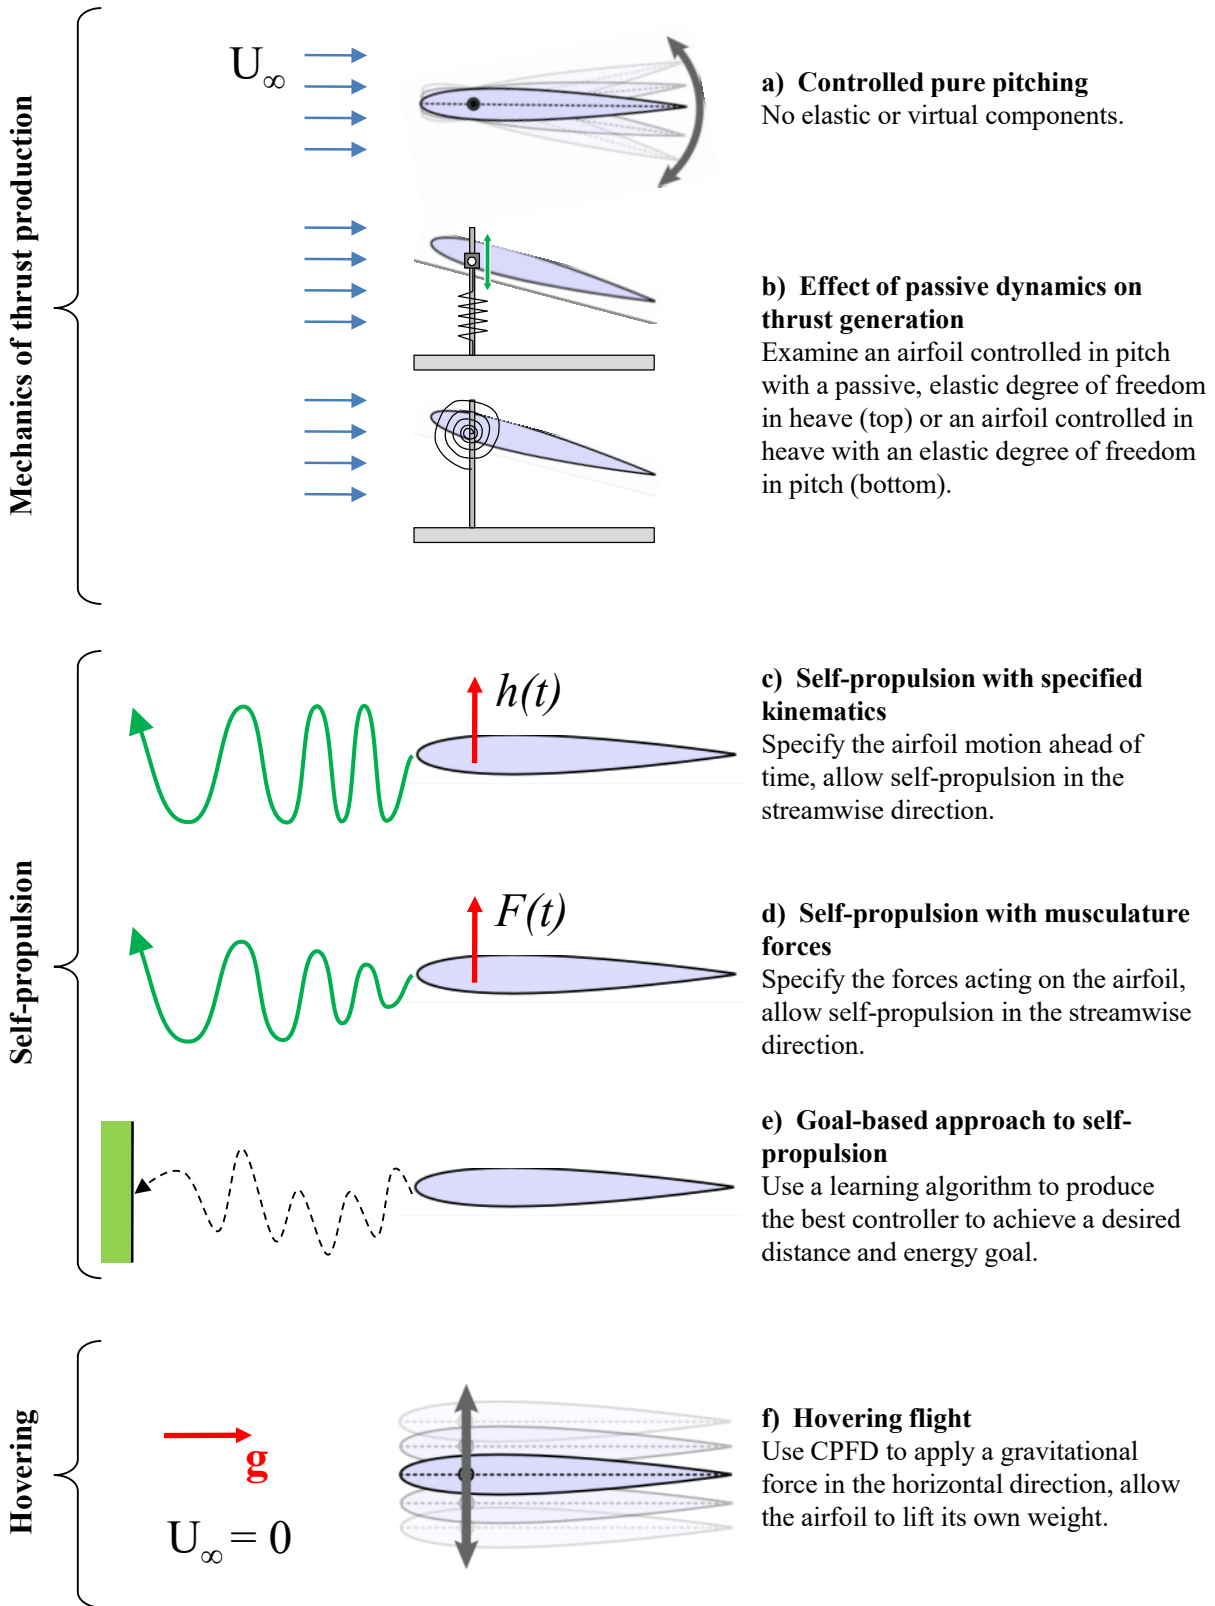 Mechanics of thrust production
U∞
a) Controlled pure pitching
No elastic or virtual components.
b) Effect of passive dynamics on
thrust generation
Examine an airfoil controlled in pitch
with a passive, elastic degree of freedom
in heave (top) or an airfoil controlled in
heave with an elastic degree of freedom
in pitch (bottom).
Self-propulsion
h(t)
c) Self-propulsion with specified
kinematics
Specify the airfoil motion ahead of
time, allow self-propulsion in the
streamwise direction.
F(t)
d) Self-propulsion with musculature
forces
Specify the forces acting on the airfoil,
allow self-propulsion in the streamwise
direction.
e) Goal-based approach to self-
propulsion
Use a learning algorithm to produce
the best controller to achieve a desired
distance and energy goal.
Hovering
g
U∞ = 0
f) Hovering flight
Use CPFD to apply a gravitational
force in the horizontal direction, allow
the airfoil to lift its own weight.